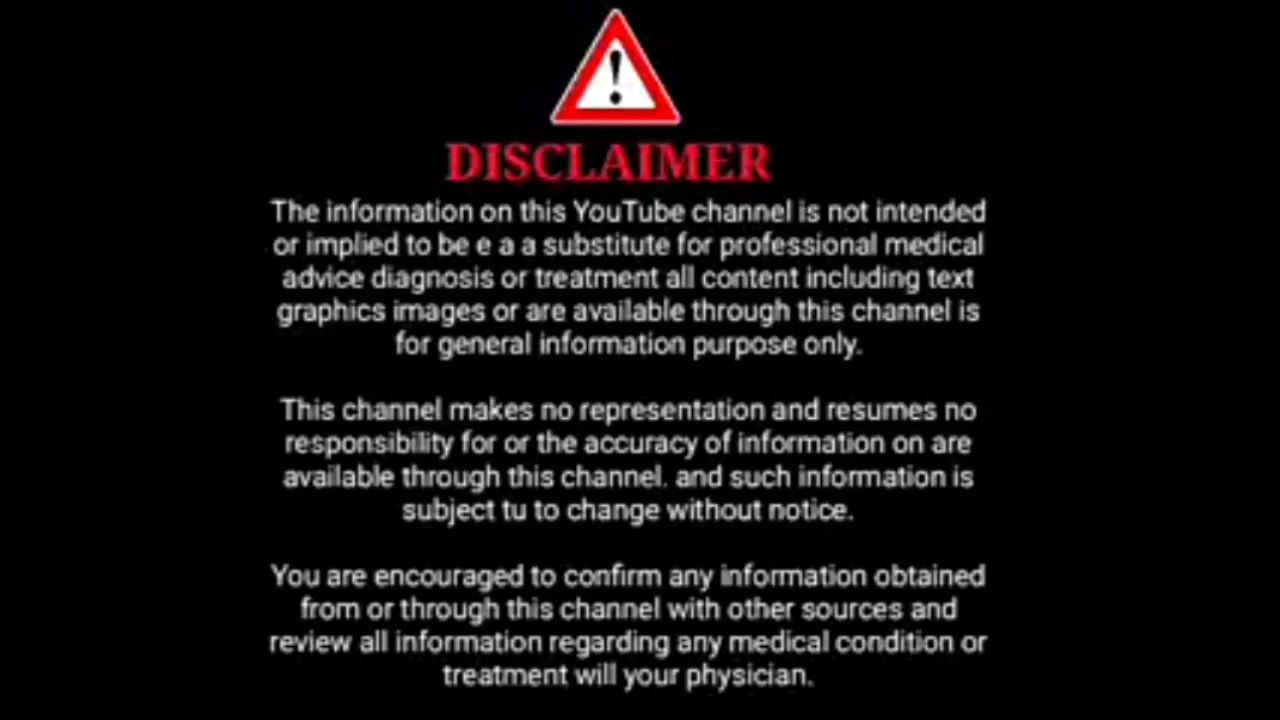 !
DISCLAIMER
The information on this YouTube channel is not intended
or implied to be e a a substitute for professional medical
advice diagnosis or treatment all content including text
graphics images or are available through this channel is
for general information purpose only.
This channel makes no representation and resumes no
responsibility for or the accuracy of information on are
available through this channel. and such information is
subject tu to change without notice.
You are encouraged to confirm any information obtained
from or through this channel with other sources and
review all information regarding any medical condition or
treatment will your physician.